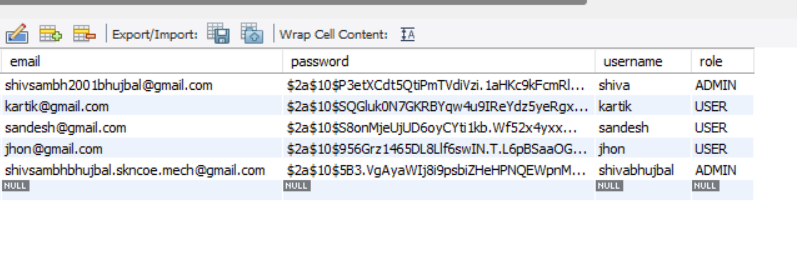 Export/Import: Wrap Cell Content: IA
email password username role
shivsambh2001bhujbal@gmail.com $2a$10$P3etXCdt5QtiPmTVdiVzi.1aHKc9kFcmRl... shiva ADMIN
kartik@gmail.com $2a$10$SQGluk0N7GKRBYqw4u9IReYdz5yeRgx... kartik USER
sandesh@gmail.com $2a$10$S8onMjeUjUD6oyCYti1kb.Wf52x4yxx... sandesh USER
jhon@gmail.com $2a$10$956Grz1465DL8Llf6swIN.T.L6pBSaaOG... jhon USER
shivsambhbhujbal.skncoe.mech@gmail.com $2a$10$5B3.VgAyaWIj8i9psbiZHeHPNQEWpnM... shivabhujbal ADMIN
NULL NULL NULL NULL